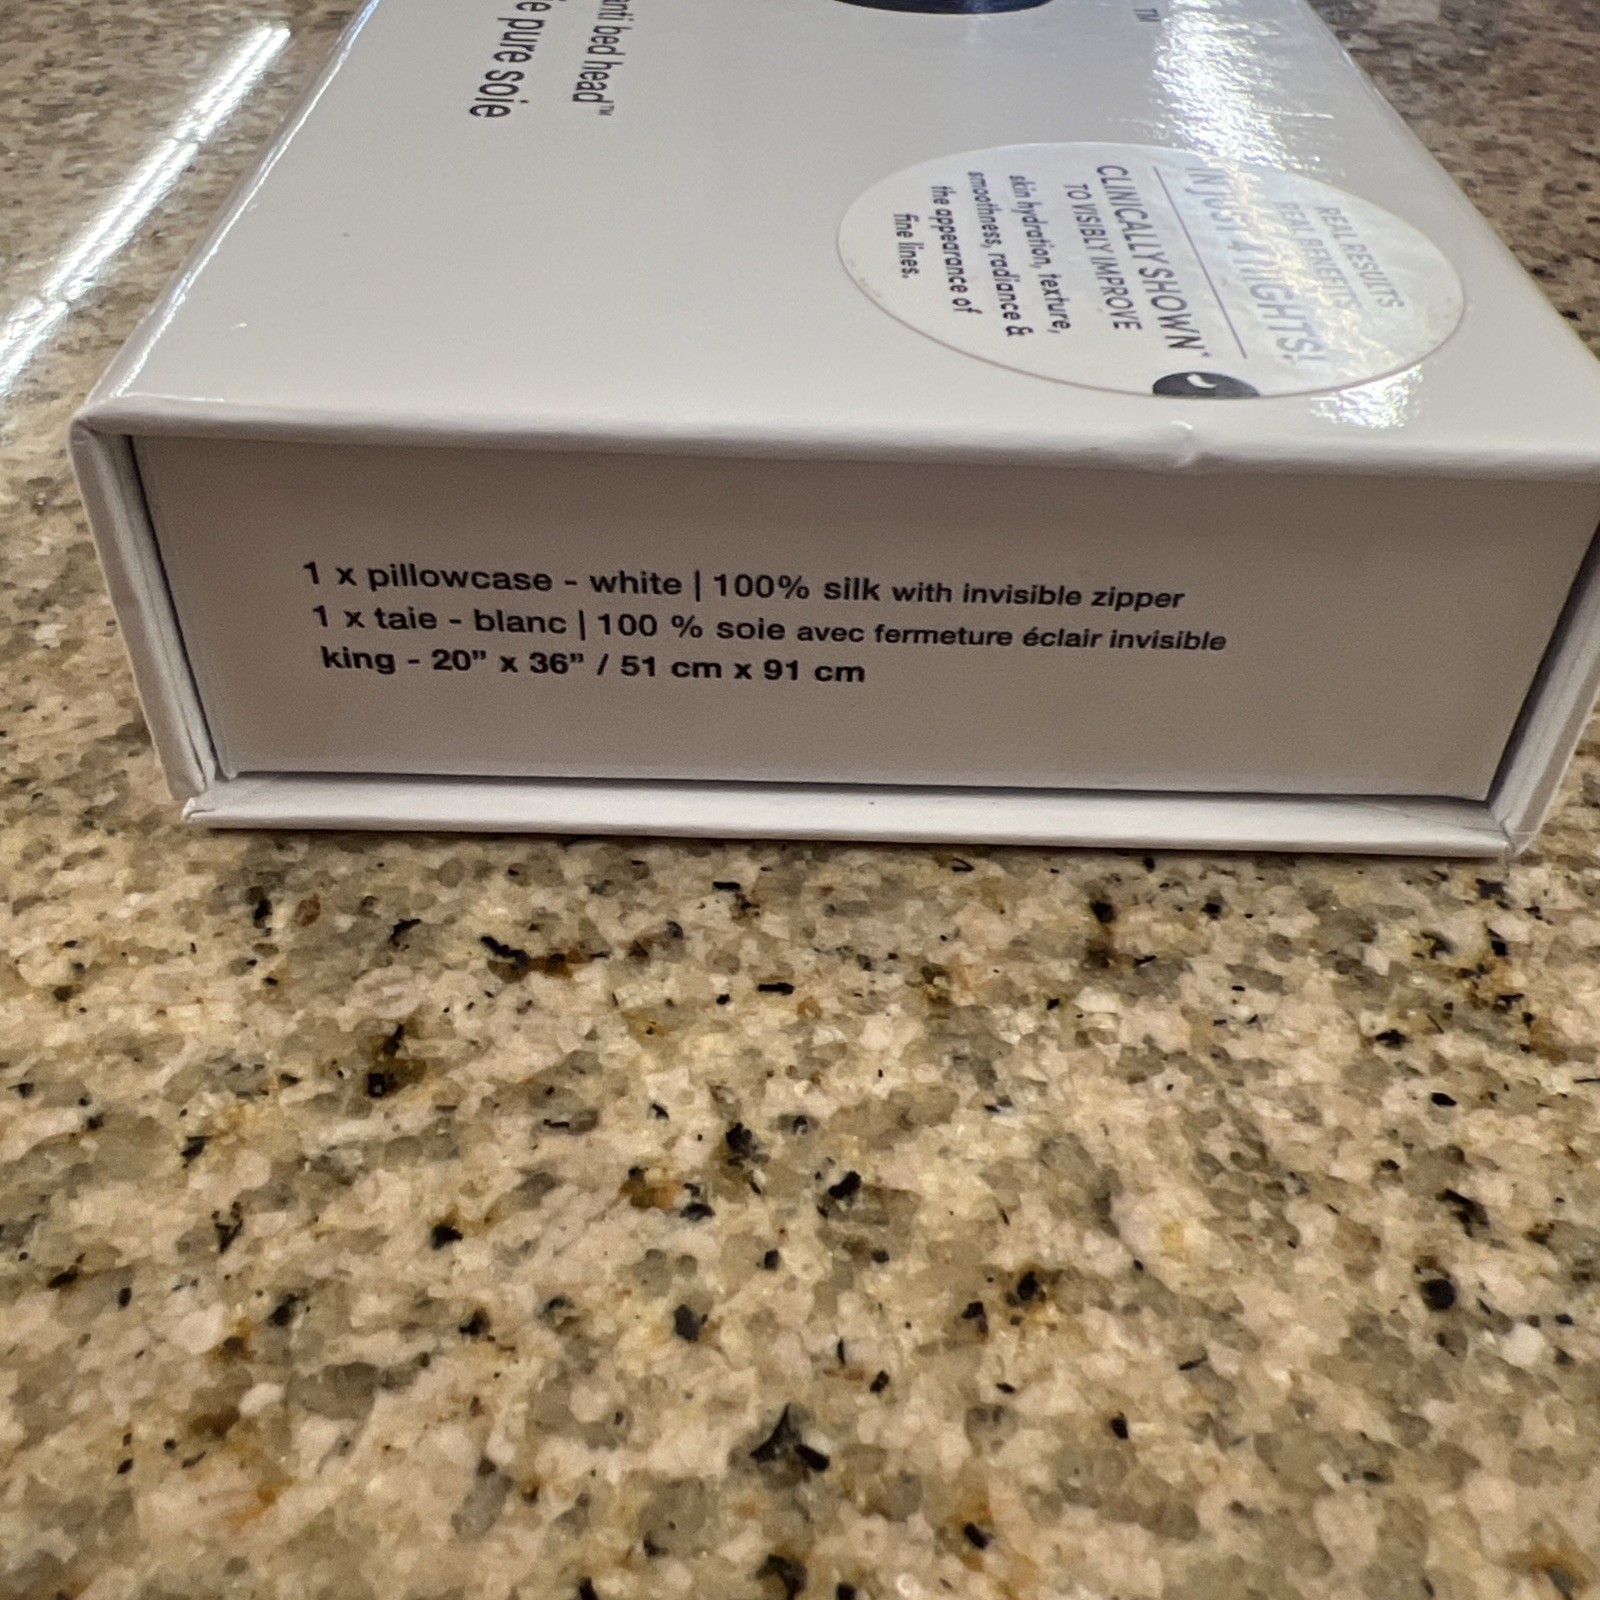 anti bed head™
pure soie
™
REAL RESULTS
REAL BENEFITS
IN JUST 4 NIGHTS!
CLINICALLY SHOWN*
TO VISIBLY IMPROVE
skin hydration, texture,
smoothness, radiance &
the appearance of
fine lines.
1 x pillowcase - white | 100% silk with invisible zipper
1 x taie - blanc | 100 % soie avec fermeture éclair invisible
king - 20” x 36” / 51 cm x 91 cm